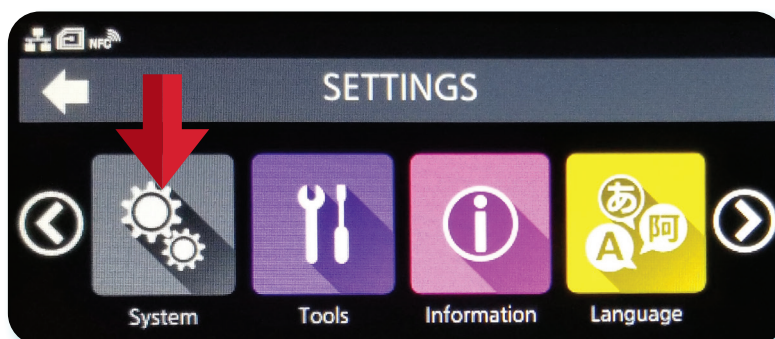 NFC
SETTINGS
あ
A 阿
System Tools Information Language